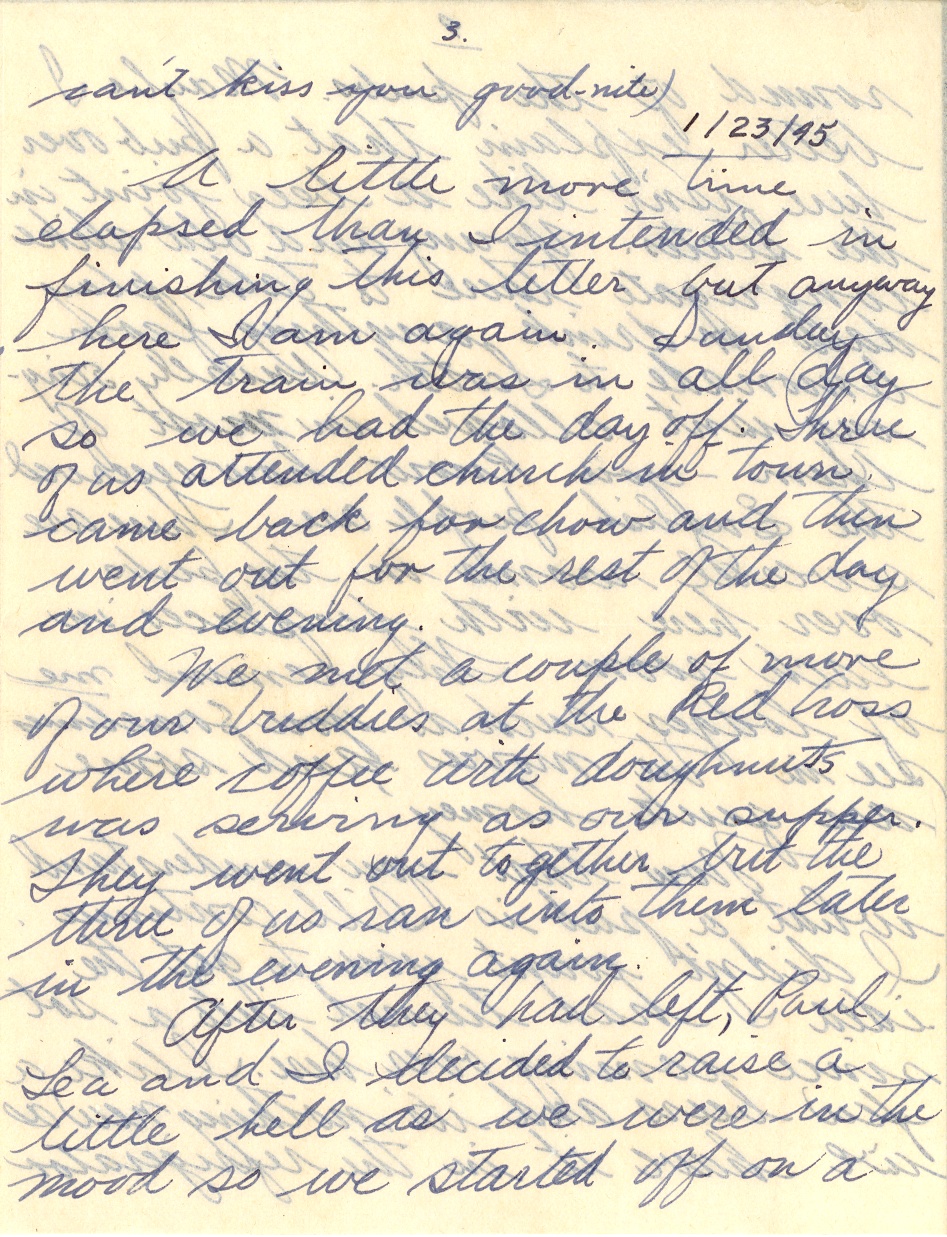 3.
can't kiss you good-nite)
1/23/45
A little more time
elapsed than I intended in
finishing this letter but anyway
here I am again. Sunday
the train was in all day
so we had the day off. Three
of us attended church in town,
came back for chow and then
went out for the rest of the day
and evening.
We met a couple of more
of our buddies at the Red Cross
where coffee with doughnuts
was serving as our supper.
They went out together but the
three of us ran into them later
in the evening again.
After they had left, Paul,
Lea and I decided to raise a
little hell as we were in the
mood so we started off on a